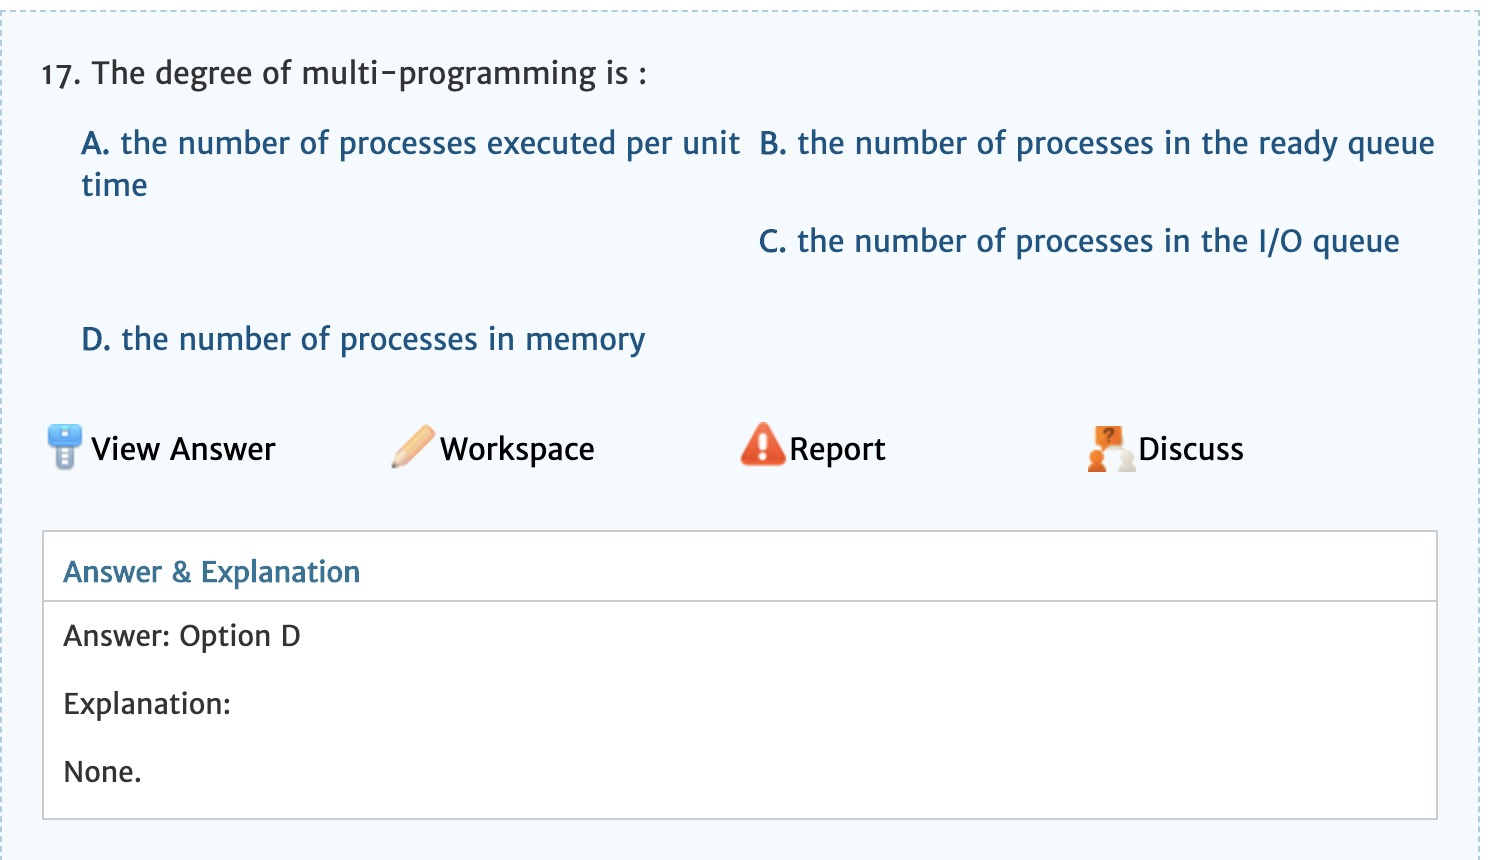 17. The degree of multi-programming is :
A. the number of processes executed per unit
time
B. the number of processes in the ready queue
C. the number of processes in the I/O queue
D. the number of processes in memory
View Answer
Workspace
Report
Discuss
Answer & Explanation
Answer: Option D
Explanation:
None.